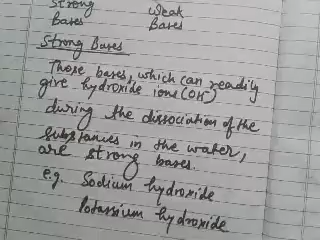 Strong Weak
Bases Bases
Strong Bases
Those bases, which can readily
give hydroxide ions (OH⁻)
during the dissociation of the
substances in the water,
are strong bases.
e.g. Sodium hydroxide
Potassium hydroxide